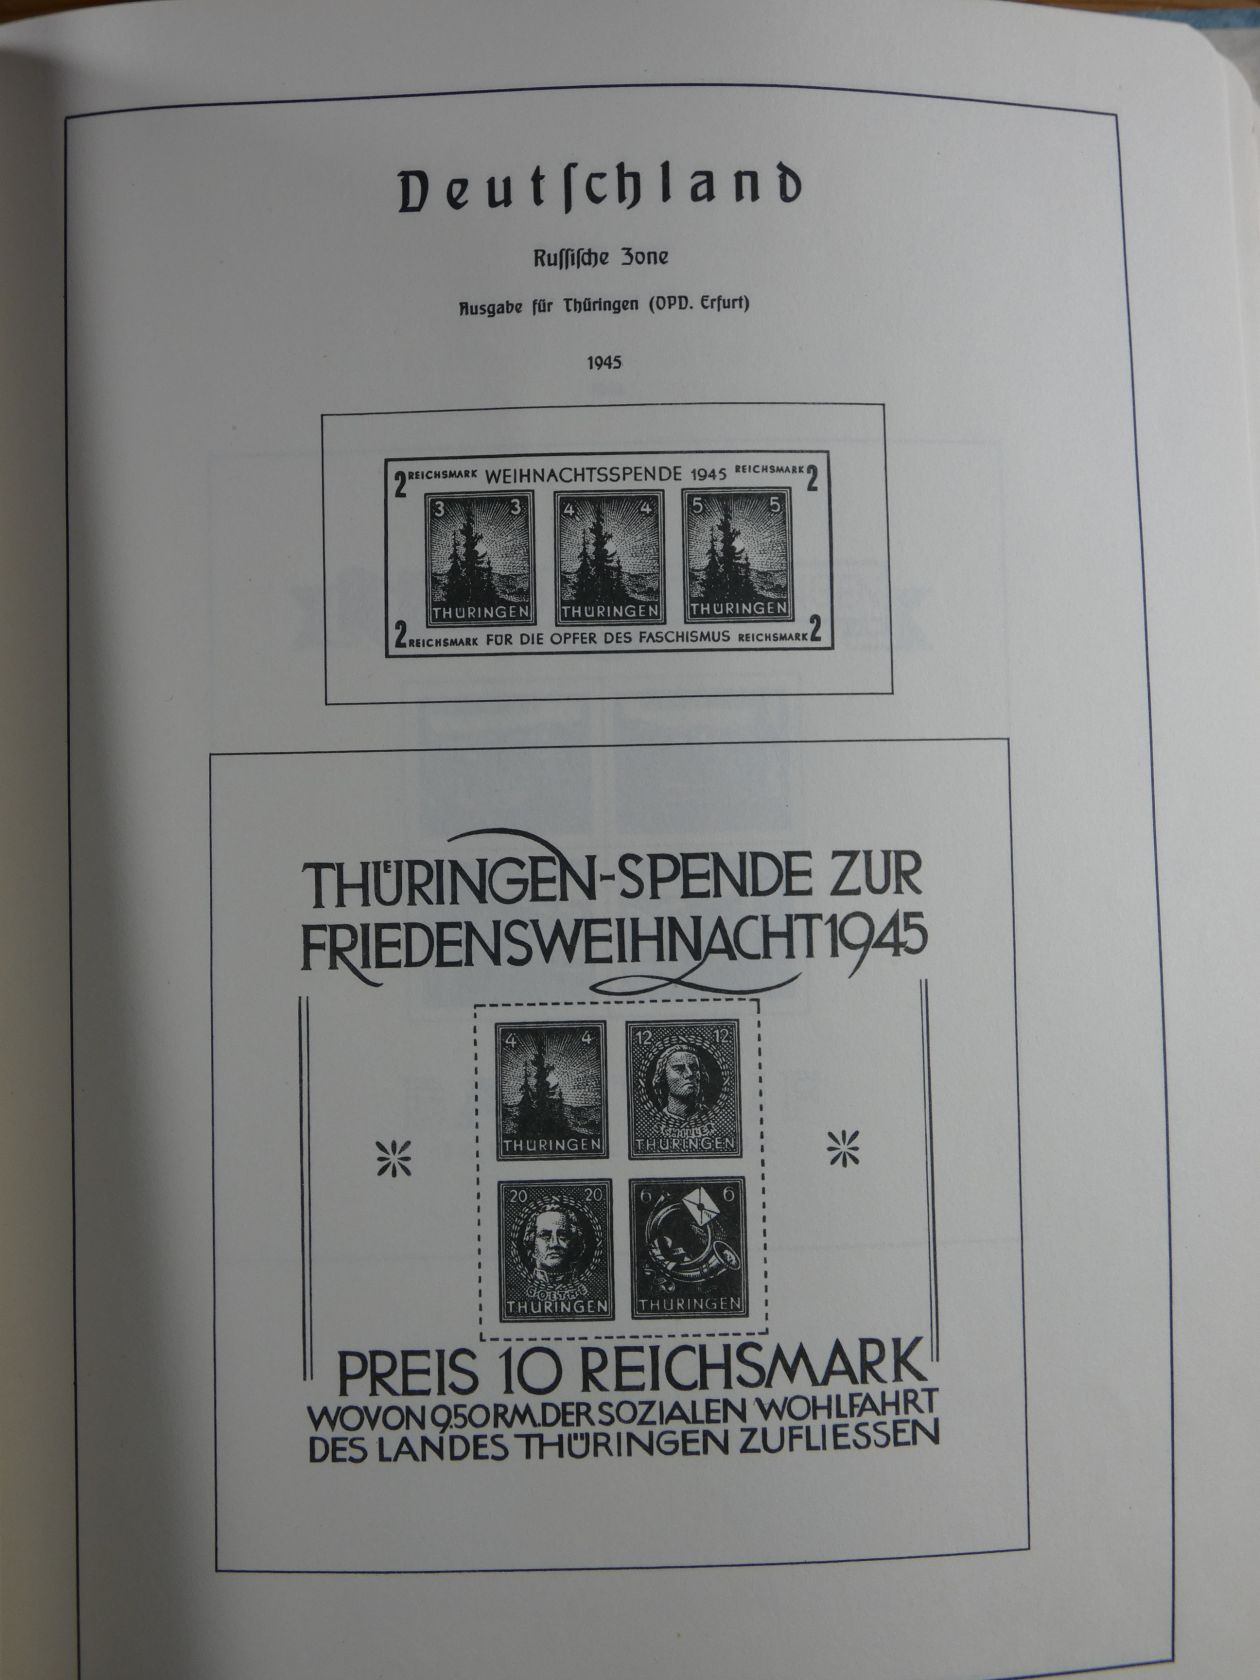 Deutſchland
Ruſſiſche Zone
Ausgabe für Thüringen (OPD. Erfurt)
1945
2 REICHSMARK WEIHNACHTSSPENDE 1945 REICHSMARK 2
3 3 4 4 5 5
THÜRINGEN THÜRINGEN THÜRINGEN
2 REICHSMARK FÜR DIE OPFER DES FASCHISMUS REICHSMARK 2
THÜRINGEN-SPENDE ZUR
FRIEDENSWEIHNACHT 1945
4 4 12 12
SCHILLER
THÜRINGEN THÜRINGEN
20 20 6 6
GOETHE
THÜRINGEN THÜRINGEN
PREIS 10 REICHSMARK
WOVON 9.50 RM. DER SOZIALEN WOHLFAHRT
DES LANDES THÜRINGEN ZUFLIESSEN